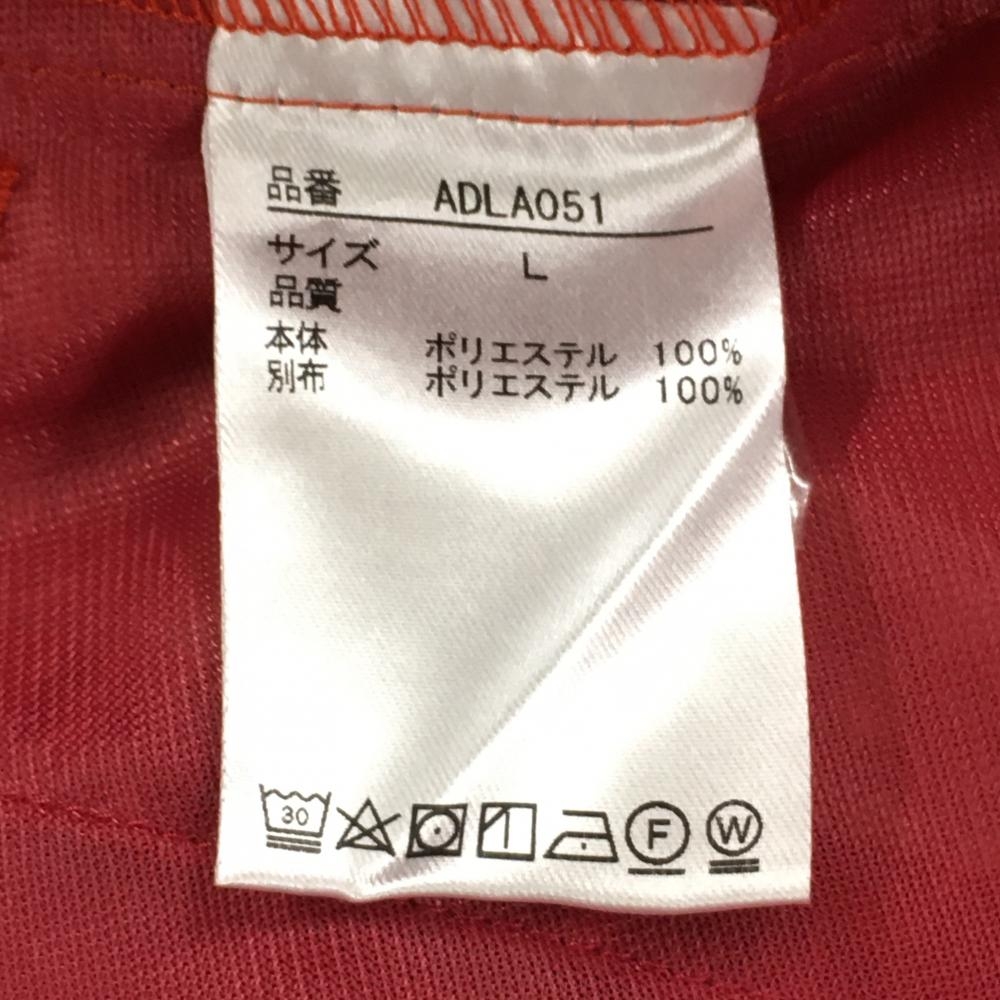 品番 ADLA051
サイズ L
品質
本体 ポリエステル 100%
別布 ポリエステル 100%
30 F W